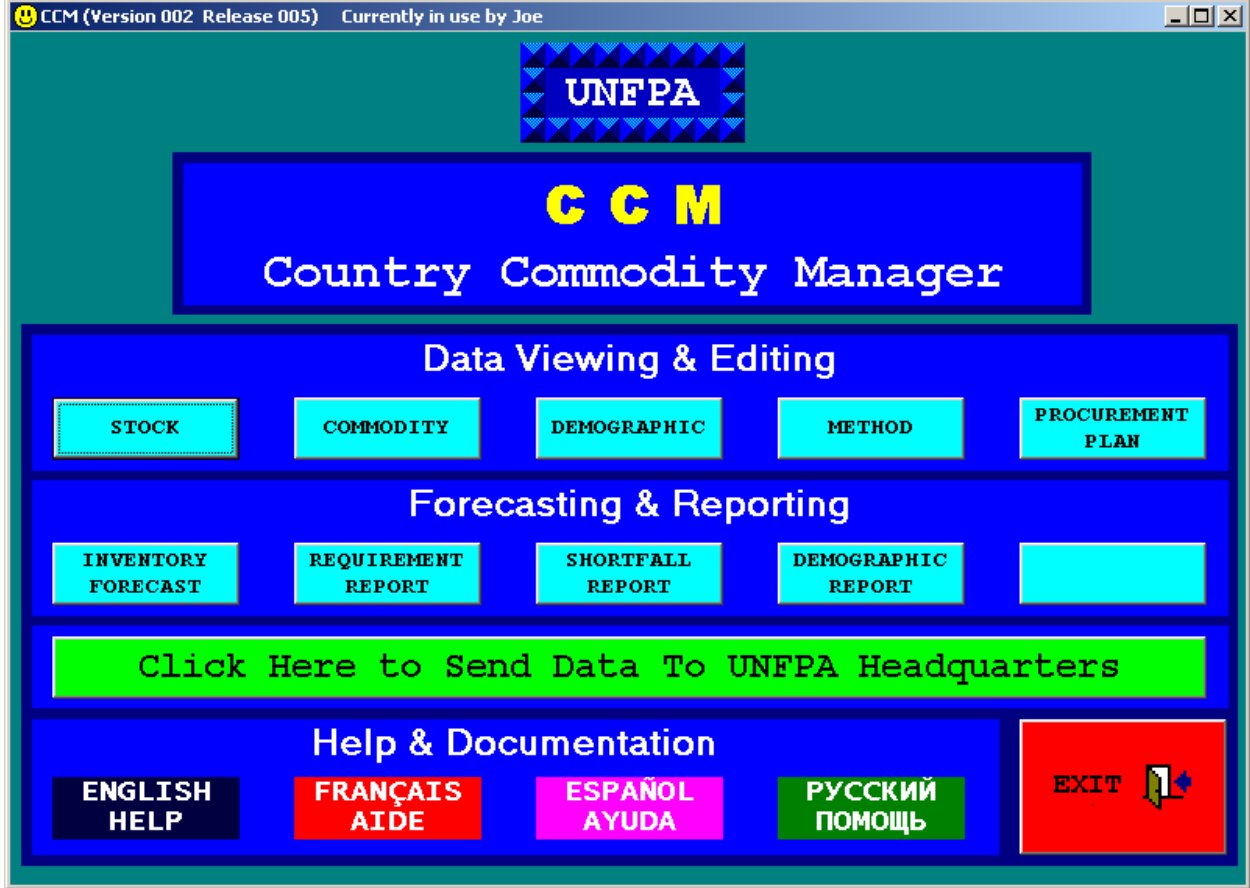 CCM (Version 002 Release 005) Currently in use by Joe
UNFPA
C C M
Country Commodity Manager
Data Viewing & Editing
STOCK
COMMODITY
DEMOGRAPHIC
METHOD
PROCUREMENT
PLAN
Forecasting & Reporting
INVENTORY
FORECAST
REQUIREMENT
REPORT
SHORTFALL
REPORT
DEMOGRAPHIC
REPORT
Click Here to Send Data To UNFPA Headquarters
Help & Documentation
ENGLISH
HELP
FRANÇAIS
AIDE
ESPAÑOL
AYUDA
РУССКИЙ
ПОМОЩЬ
EXIT